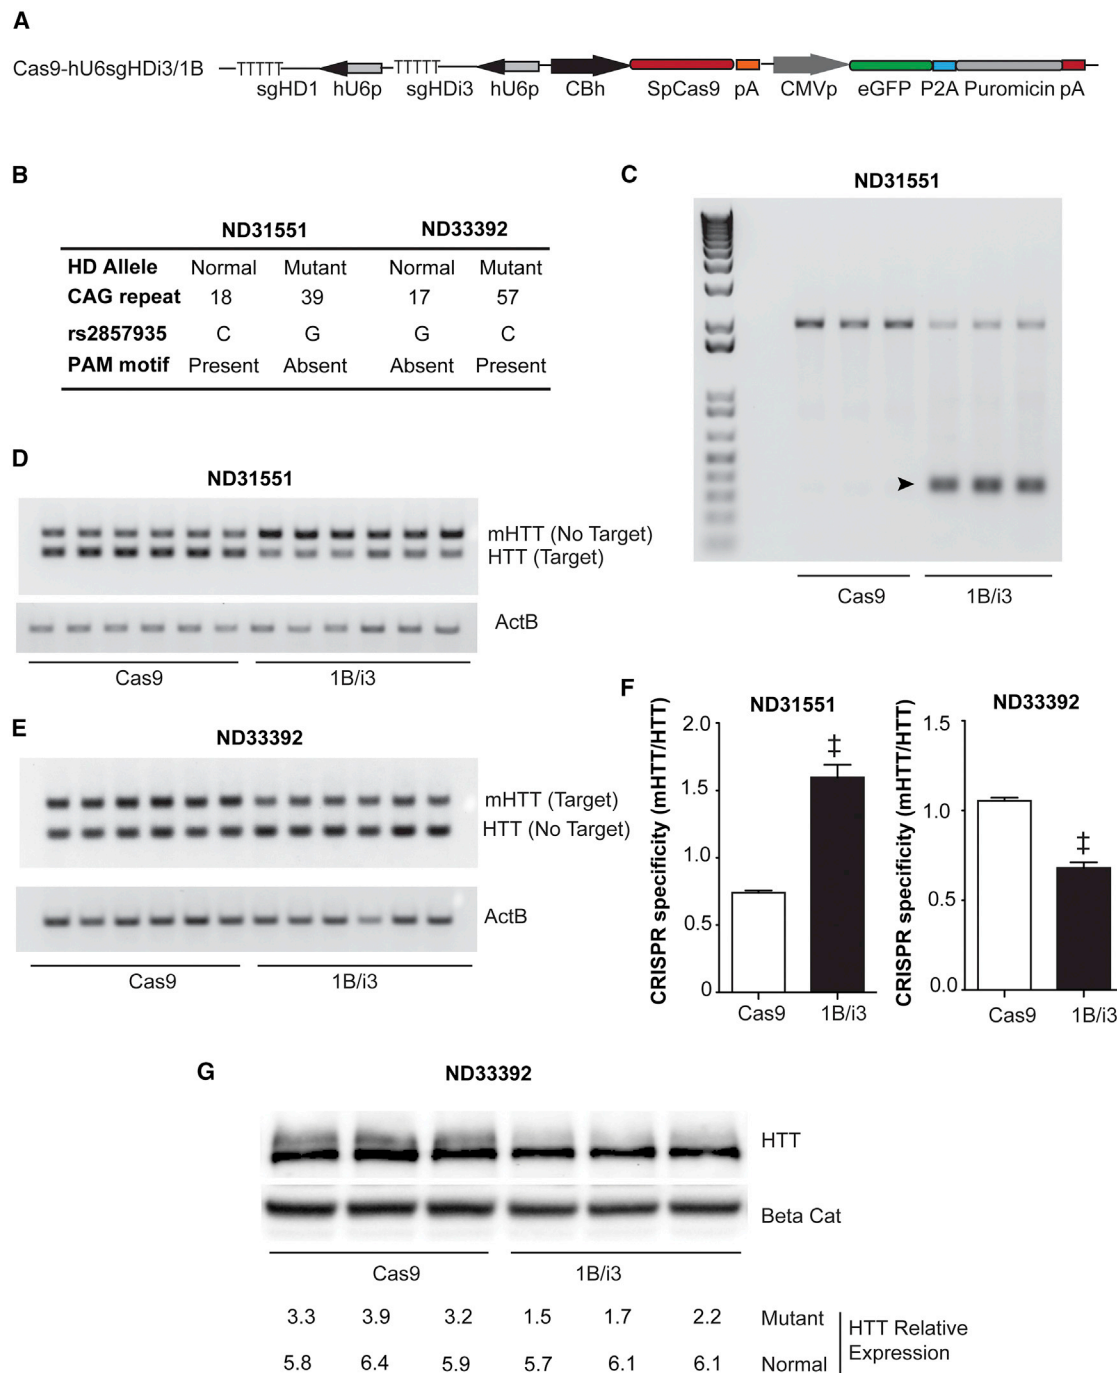 A
Cas9-hU6sgHDi3/1B
TTTTT
TTTTT
sgHD1 hU6p sgHDi3 hU6p CBh SpCas9 pA CMVp eGFP P2A Puromicin pA
B
ND31551 ND33392
HD Allele Normal Mutant Normal Mutant
CAG repeat 18 39 17 57
rs2857935 C G G C
PAM motif Present Absent Absent Present
C
ND31551
Cas9 1B/i3
D
ND31551
mHTT (No Target)
HTT (Target)
ActB
Cas9 1B/i3
E
ND33392
mHTT (Target)
HTT (No Target)
ActB
Cas9 1B/i3
F
ND31551
CRISPR specificity (mHTT/HTT)
2.0
1.5
1.0
0.5
0
‡
Cas9 1B/i3
ND33392
CRISPR specificity (mHTT/HTT)
1.5
1.0
0.5
0.0
‡
Cas9 1B/i3
G
ND33392
HTT
Beta Cat
Cas9 1B/i3
3.3 3.9 3.2 1.5 1.7 2.2 Mutant
5.8 6.4 5.9 5.7 6.1 6.1 Normal
HTT Relative
Expression